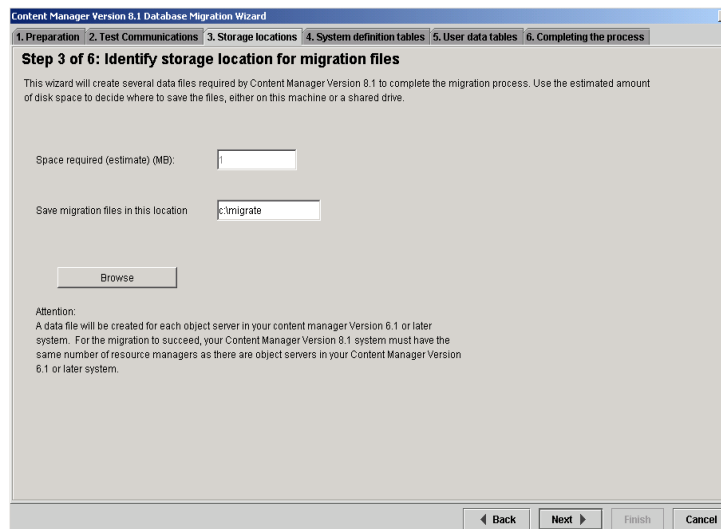 Content Manager Version 8.1 Database Migration Wizard
1. Preparation 2. Test Communications 3. Storage locations 4. System definition tables 5. User data tables 6. Completing the process
Step 3 of 6: Identify storage location for migration files
This wizard will create several data files required by Content Manager Version 8.1 to complete the migration process. Use the estimated amount
of disk space to decide where to save the files, either on this machine or a shared drive.
Space required (estimate) (MB): 1
Save migration files in this location c:\migrate
Browse
Attention:
A data file will be created for each object server in your content manager Version 6.1 or later
system. For the migration to succeed, your Content Manager Version 8.1 system must have the
same number of resource managers as there are object servers in your Content Manager Version
6.1 or later system.
Back Next Finish Cancel